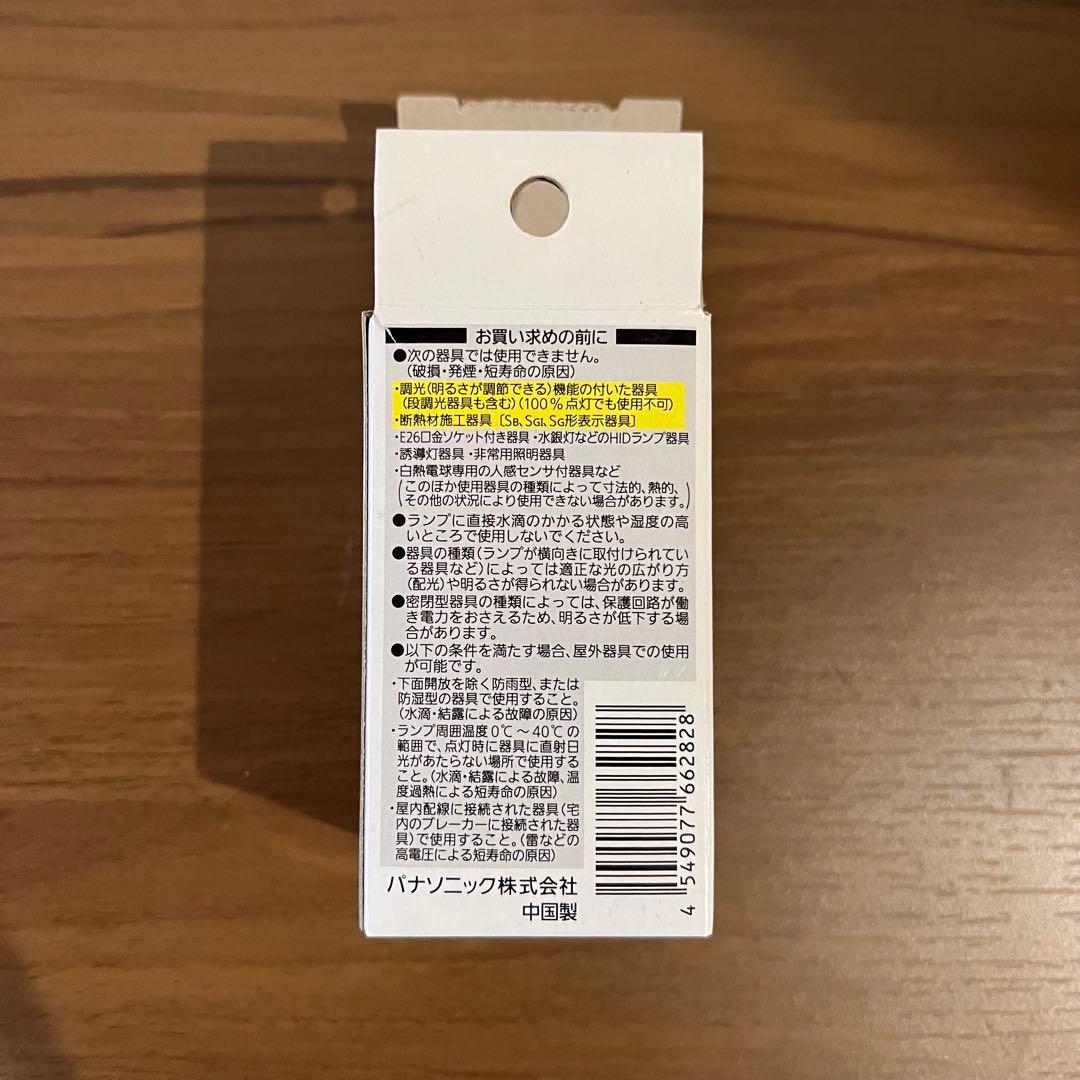 お買い求めの前に
●次の器具では使用できません。
(破損・発煙・短寿命の原因)
・調光(明るさが調節できる)機能の付いた器具
(段調光器具も含む)(100%点灯でも使用不可)
・断熱材施工器具〔SB、SGI、SG形表示器具〕
・E26口金ソケット付き器具・水銀灯などのHIDランプ器具
・誘導灯器具・非常用照明器具
・白熱電球専用の人感センサ付器具など
(このほか使用器具の種類によって寸法的、熱的、
その他の状況により使用できない場合があります。)
●ランプに直接水滴のかかる状態や湿度の高
いところで使用しないでください。
●器具の種類(ランプが横向きに取付けられてい
る器具など)によっては適正な光の広がり方
(配光)や明るさが得られない場合があります。
●密閉型器具の種類によっては、保護回路が働
き電力をおさえるため、明るさが低下する場
合があります。
●以下の条件を満たす場合、屋外器具での使用
が可能です。
・下面開放を除く防雨型、または
防湿型の器具で使用すること。
(水滴・結露による故障の原因)
・ランプ周囲温度0℃〜40℃の
範囲で、点灯時に器具に直射日
光があたらない場所で使用する
こと。(水滴・結露による故障、温
度過熱による短寿命の原因)
・屋内配線に接続された器具(宅
内のブレーカーに接続された器
具)で使用すること。(雷などの
高電圧による短寿命の原因)
パナソニック株式会社
中国製
4 549077 662828